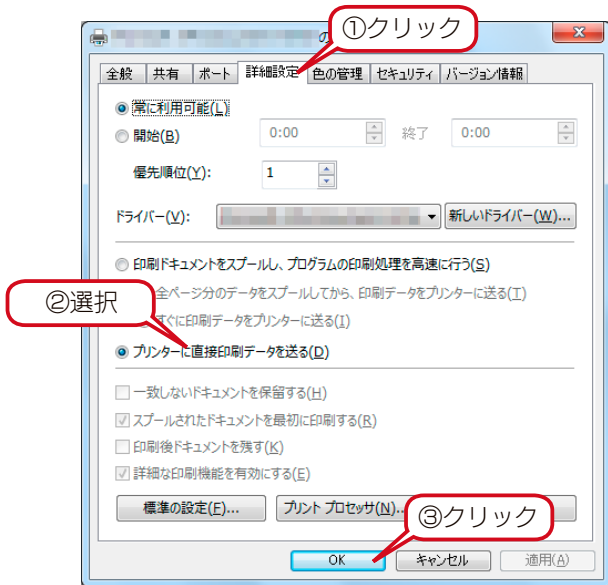 の
①クリック
全般 共有 ポート 詳細設定 色の管理 セキュリティ バージョン情報
常に利用可能(L)
開始(B) 0:00 終了 0:00
優先順位(Y): 1
ドライバー(V): 新しいドライバー(W)...
印刷ドキュメントをスプールし、プログラムの印刷処理を高速に行う(S)
②選択
全ページ分のデータをスプールしてから、印刷データをプリンターに送る(T)
すぐに印刷データをプリンターに送る(I)
プリンターに直接印刷データを送る(D)
一致しないドキュメントを保留する(H)
スプールされたドキュメントを最初に印刷する(R)
印刷後ドキュメントを残す(K)
詳細な印刷機能を有効にする(E)
標準の設定(F)... プリント プロセッサ(N)...
③クリック
OK キャンセル 適用(A)